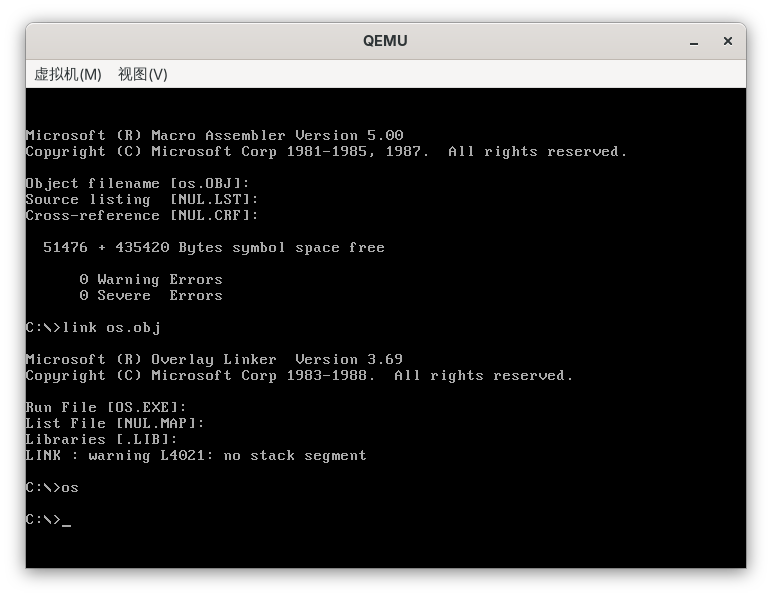 QEMU
虚拟机(M) 视图(V)
Microsoft (R) Macro Assembler Version 5.00
Copyright (C) Microsoft Corp 1981-1985, 1987.  All rights reserved.
Object filename [os.OBJ]:
Source listing  [NUL.LST]:
Cross-reference [NUL.CRF]:
51476 + 435420 Bytes symbol space free
0 Warning Errors
0 Severe  Errors
C:\>link os.obj
Microsoft (R) Overlay Linker  Version 3.69
Copyright (C) Microsoft Corp 1983-1988.  All rights reserved.
Run File [OS.EXE]:
List File [NUL.MAP]:
Libraries [.LIB]:
LINK : warning L4021: no stack segment
C:\>os
C:\>_